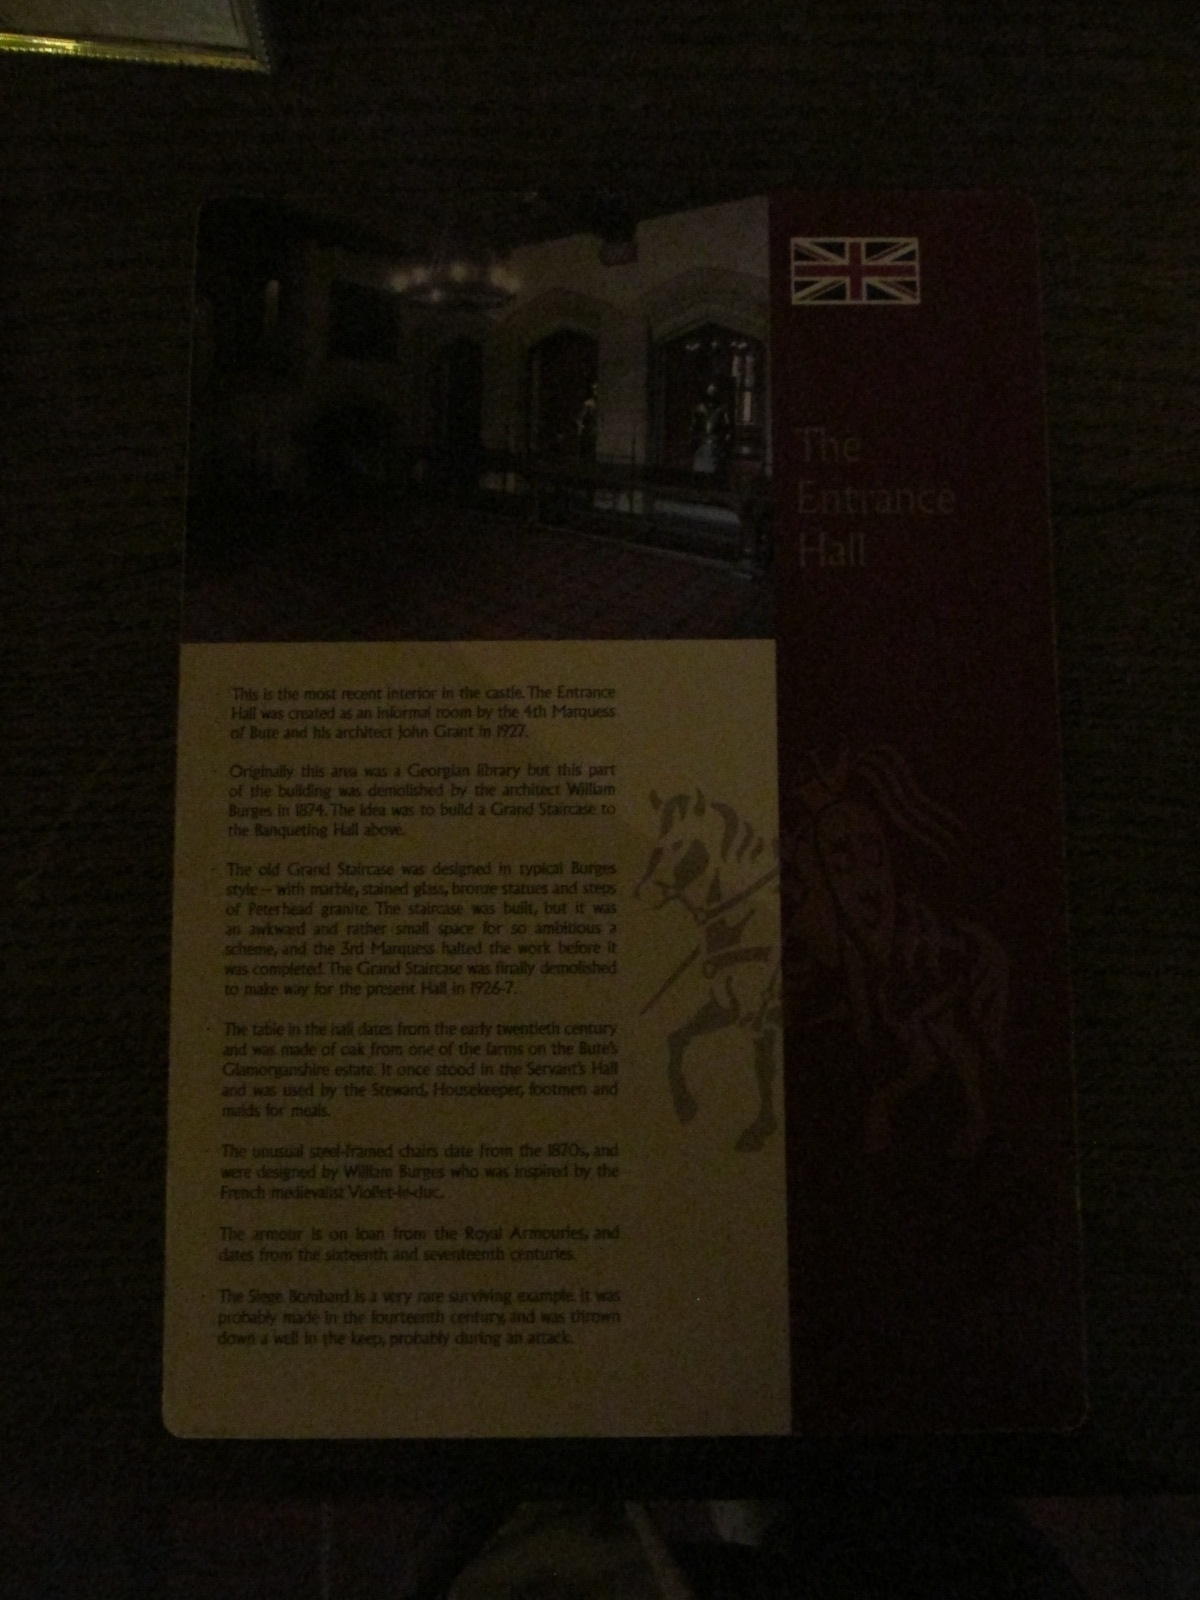 The
Entrance
Hall
This is the most recent interior in the castle. The Entrance
Hall was created as an informal room by the 4th Marquess
of Bute and his architect John Grant in 1927.
Originally this area was a Georgian library but this part
of the building was demolished by the architect William
Burges in 1874. The idea was to build a Grand Staircase to
the Banqueting Hall above.
The old Grand Staircase was designed in typical Burges
style – with marble, stained glass, bronze statues and steps
of Peterhead granite. The staircase was built, but it was
an awkward and rather small space for so ambitious a
scheme, and the 3rd Marquess halted the work before it
was completed. The Grand Staircase was finally demolished
to make way for the present Hall in 1926-7.
The table in the hall dates from the early twentieth century
and was made of oak from one of the farms on the Bute's
Glamorganshire estate. It once stood in the Servant's Hall
and was used by the Steward, Housekeeper, footmen and
maids for meals.
The unusual steel-framed chairs date from the 1870s, and
were designed by William Burges who was inspired by the
French medievalist Viollet-le-duc.
The armour is on loan from the Royal Armouries, and
dates from the sixteenth and seventeenth centuries.
The Siege Bombard is a very rare surviving example. It was
probably made in the fourteenth century, and was thrown
down a well in the keep, probably during an attack.